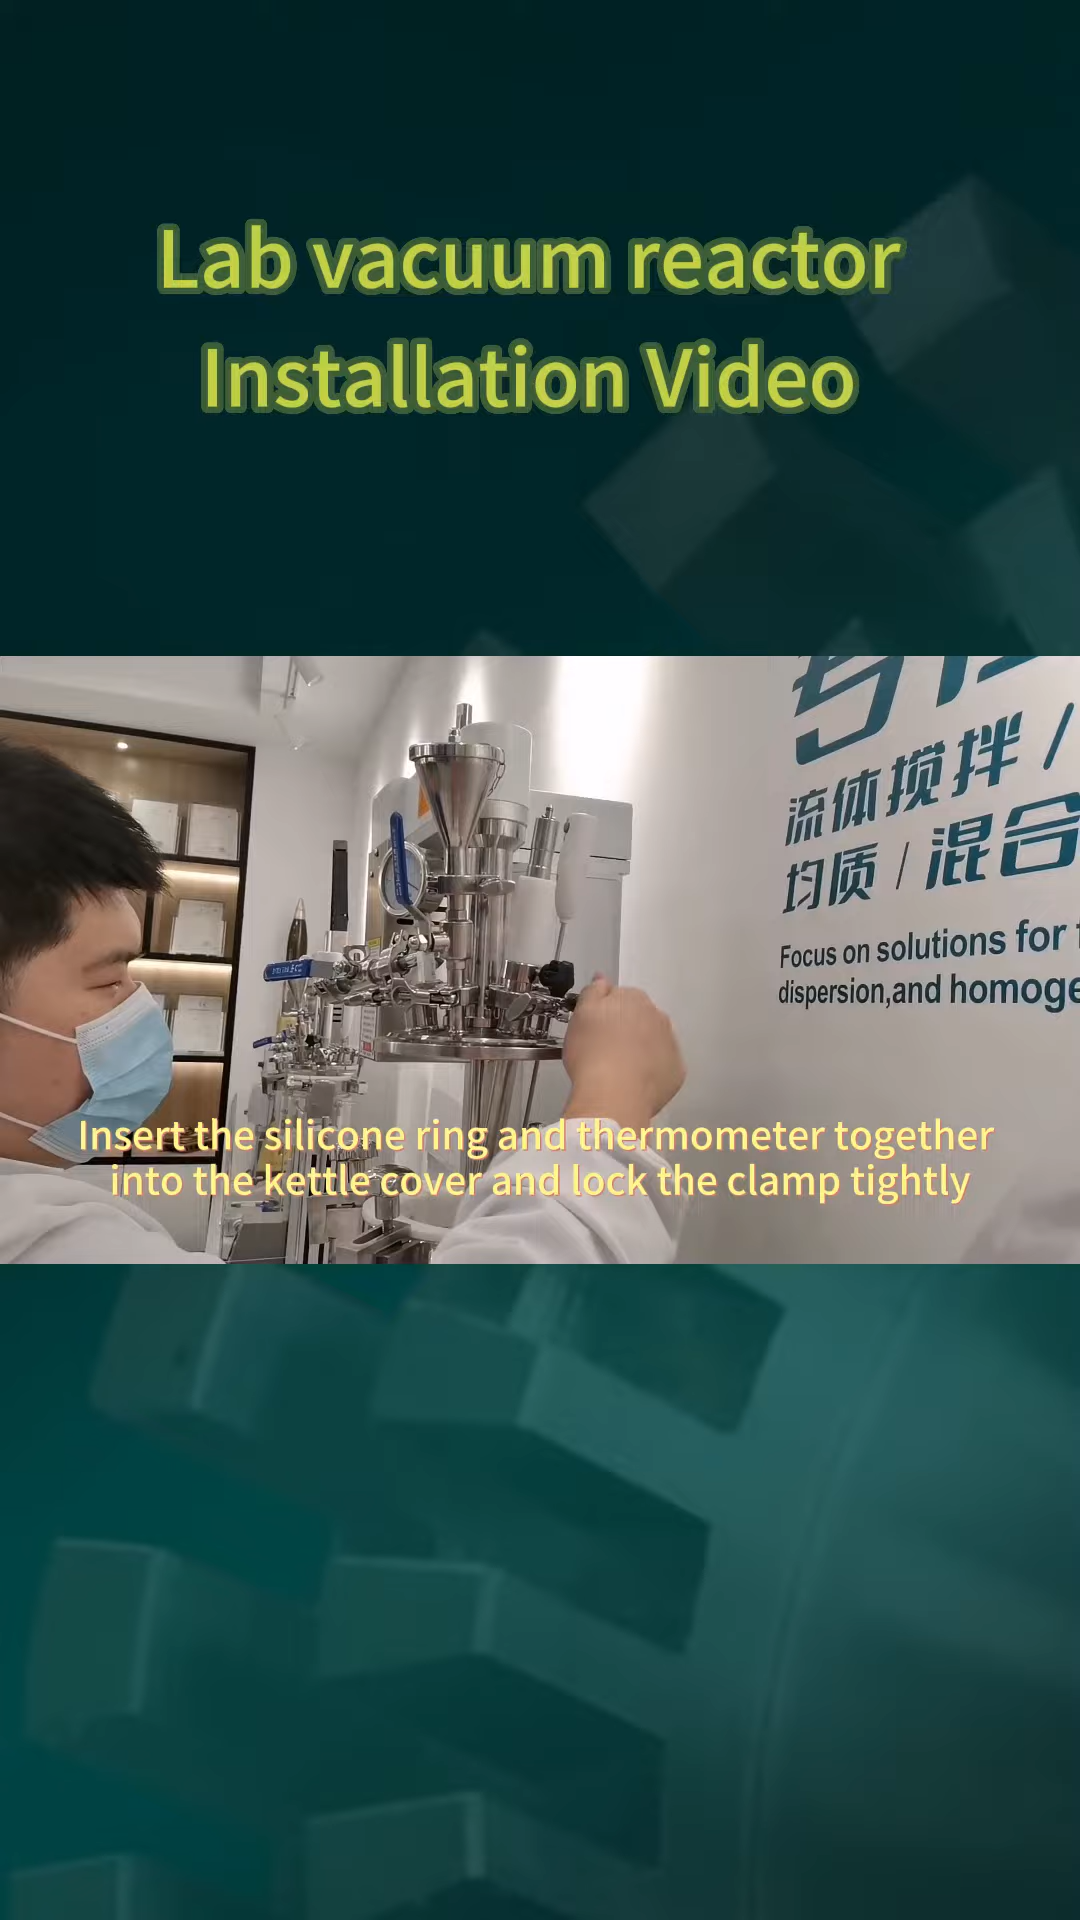 Lab vacuum reactor
Installation Video
流体搅拌 /
均质 / 混合
Focus on solutions for
dispersion,and
Insert the silicone ring and thermometer together
into the kettle cover and lock the clamp tightly